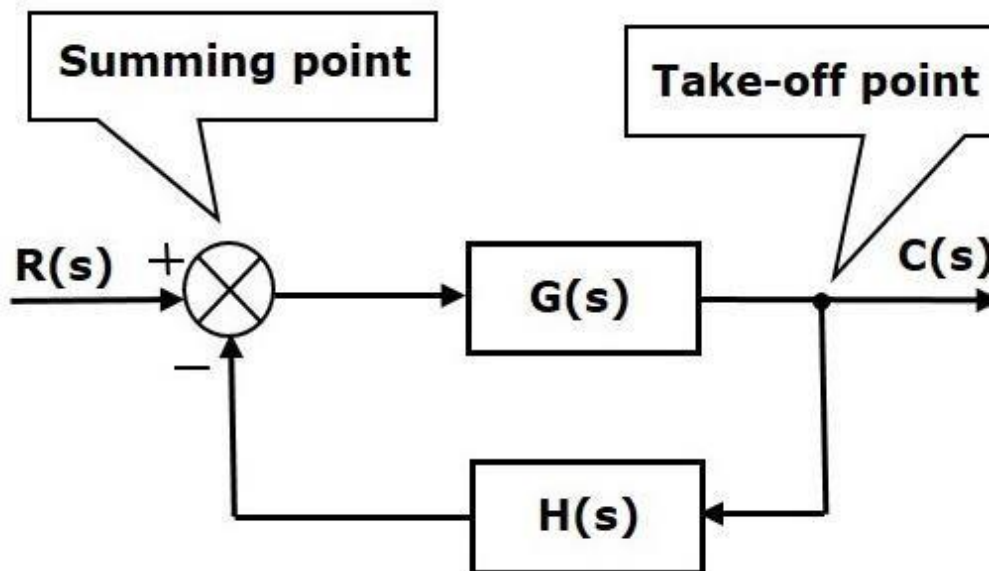 Summing point
Take-off point
R(s)
+
G(s)
C(s)
−
H(s)